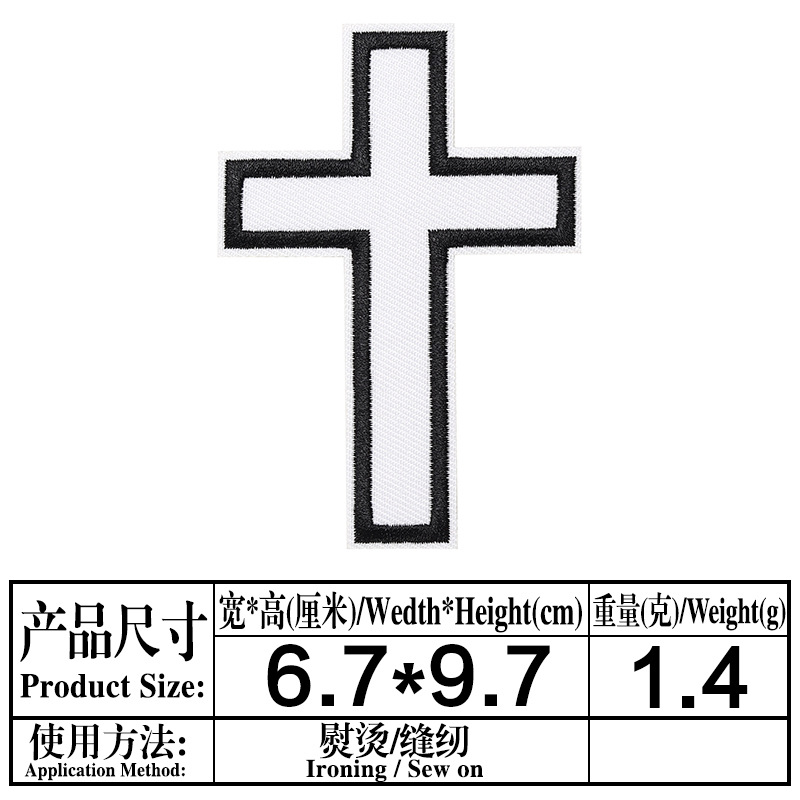 产品尺寸
Product Size:
宽*高(厘米)/Wedth*Height(cm)
重量(克)/Weight(g)
6.7*9.7
1.4
使用方法:
Application Method:
熨烫/缝纫
Ironing / Sew on